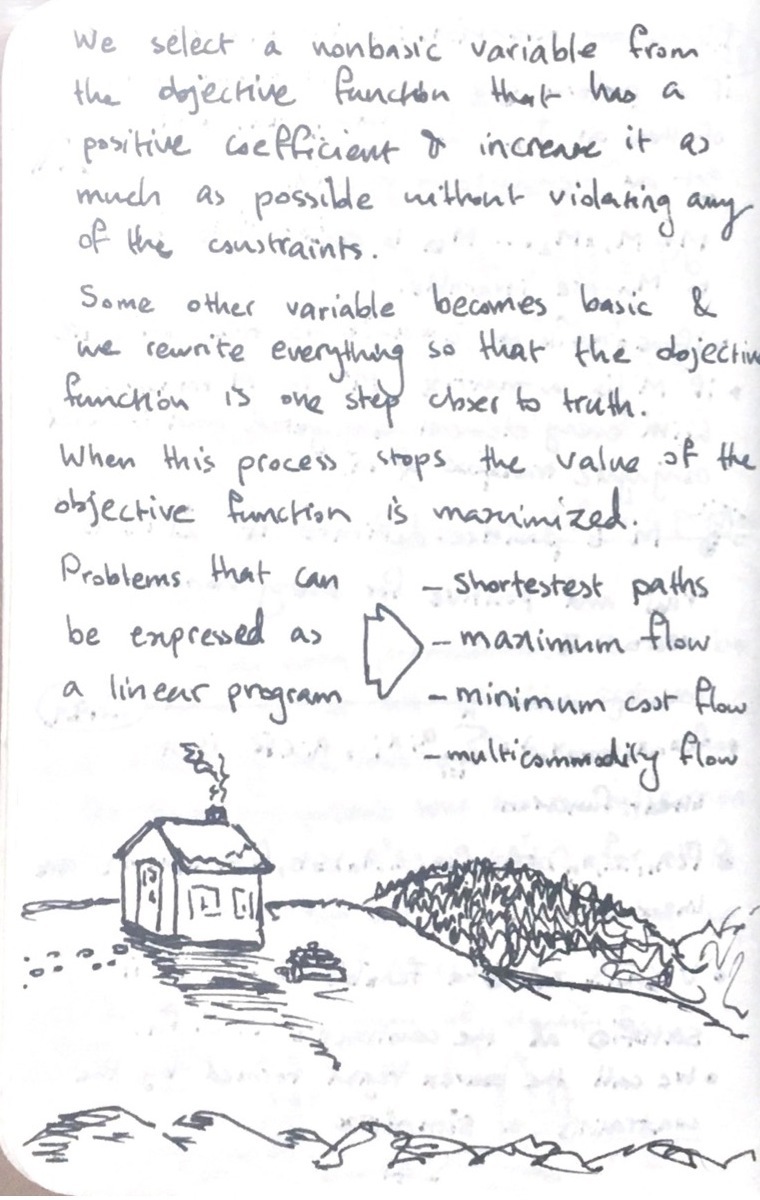 We select a nonbasic variable from
the objective function that has a
positive coefficient & increase it as
much as possible without violating any
of the constraints.
Some other variable becomes basic &
we rewrite everything so that the objective
function is one step closer to truth.
When this process stops the value of the
objective function is maximized.
Problems that can
be expressed as
a linear program
- shortestest paths
- maximum flow
- minimum cost flow
- multicommodity flow